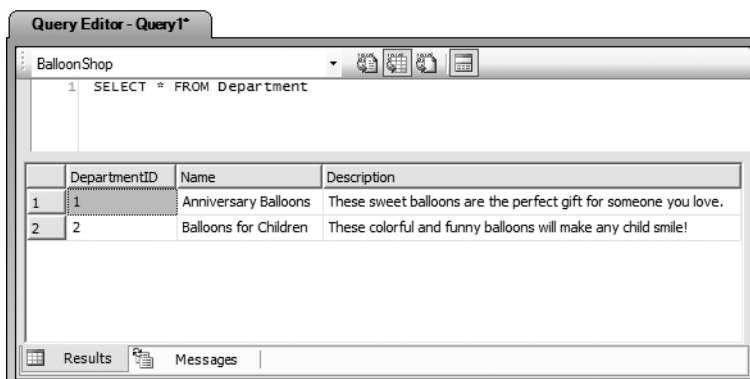 Query Editor - Query1*
BalloonShop
1 SELECT * FROM Department
DepartmentID Name Description
1 1 Anniversary Balloons These sweet balloons are the perfect gift for someone you love.
2 2 Balloons for Children These colorful and funny balloons will make any child smile!
Results Messages